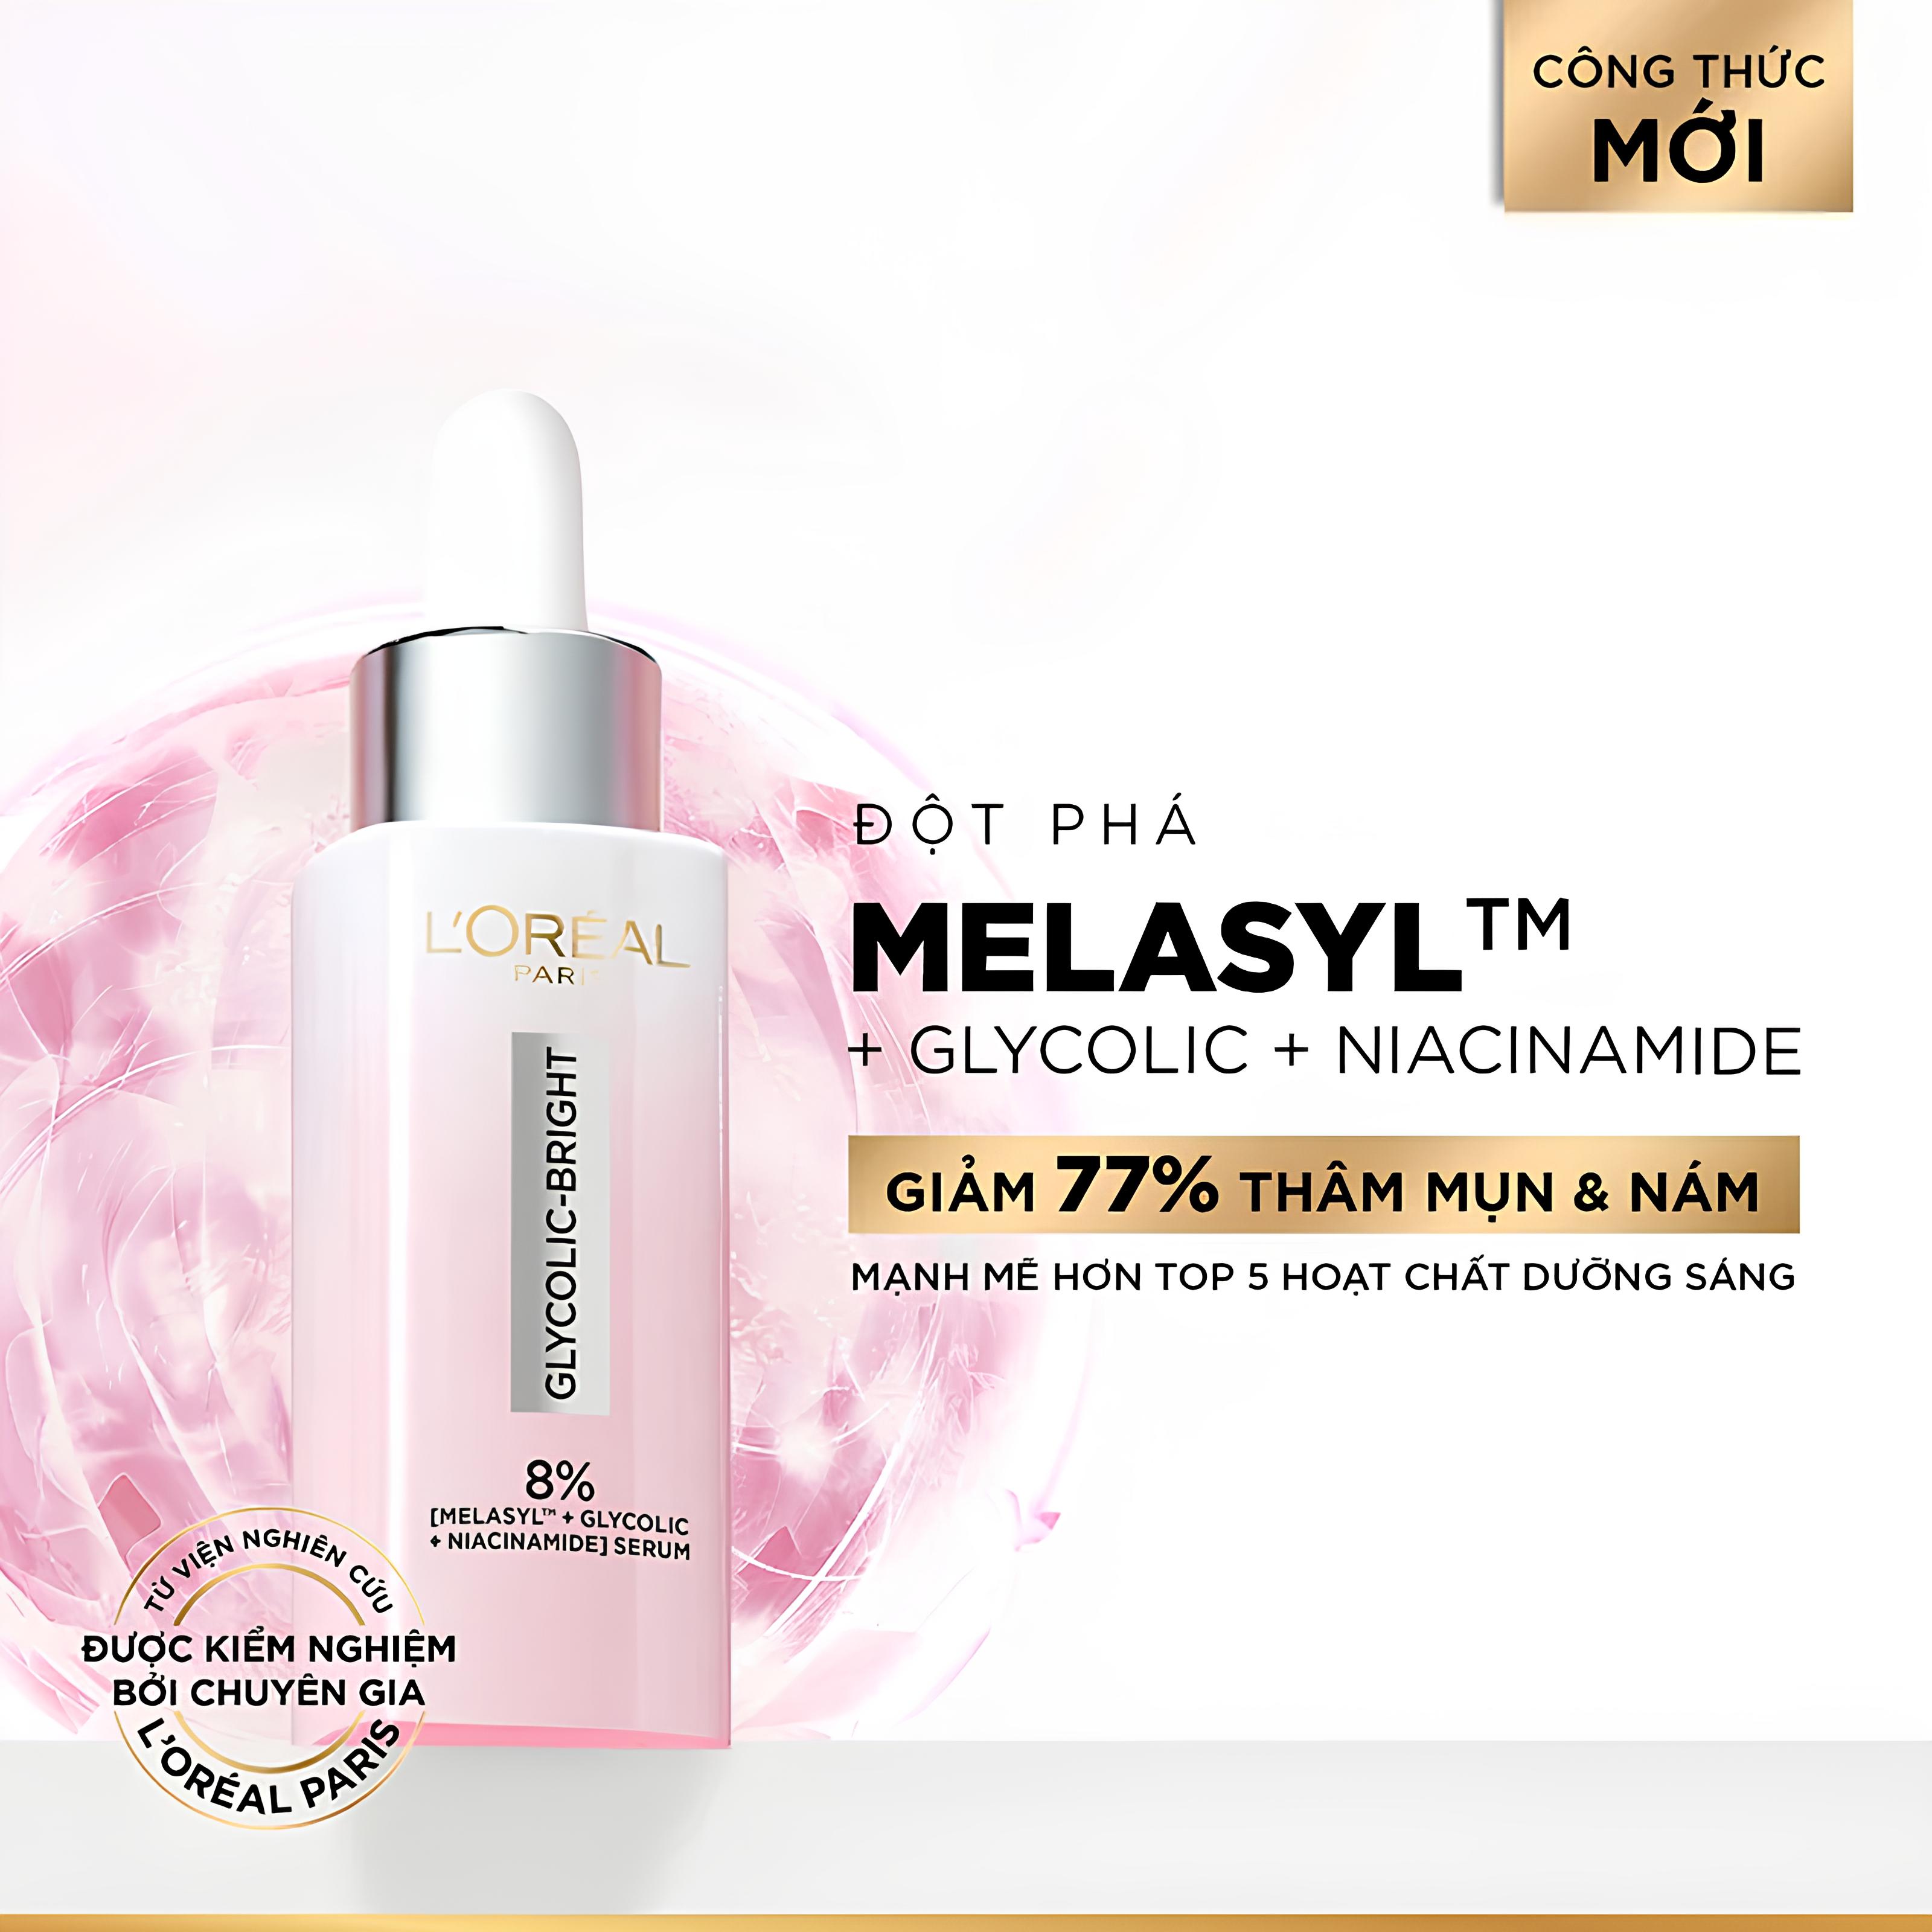 CÔNG THỨC
MỚI
ĐỘT PHÁ
MELASYL™
+ GLYCOLIC + NIACINAMIDE
GIẢM 77% THÂM MỤN & NÁM
MẠNH MẼ HƠN TOP 5 HOẠT CHẤT DƯỠNG SÁNG
L'ORÉAL
PARIS
GLYCOLIC-BRIGHT
8%
[MELASYL™ + GLYCOLIC
+ NIACINAMIDE] SERUM
TỪ VIỆN NGHIÊN CỨU
ĐƯỢC KIỂM NGHIỆM
BỞI CHUYÊN GIA
L'ORÉAL PARIS